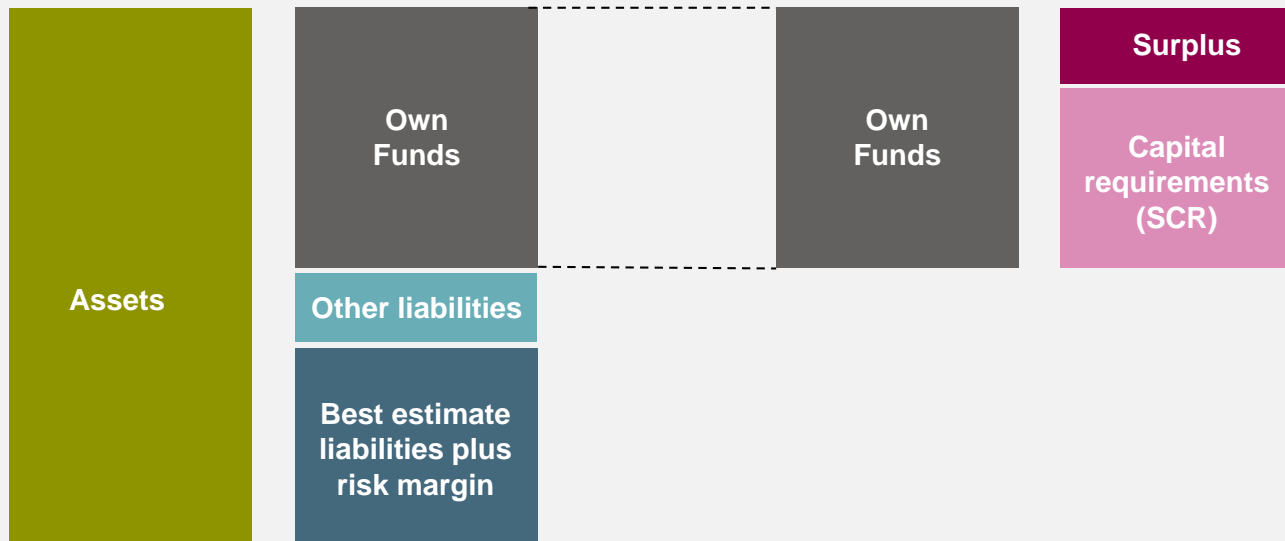 Assets
Own
Funds
Other liabilities
Best estimate
liabilities plus
risk margin
Own
Funds
Surplus
Capital
requirements
(SCR)